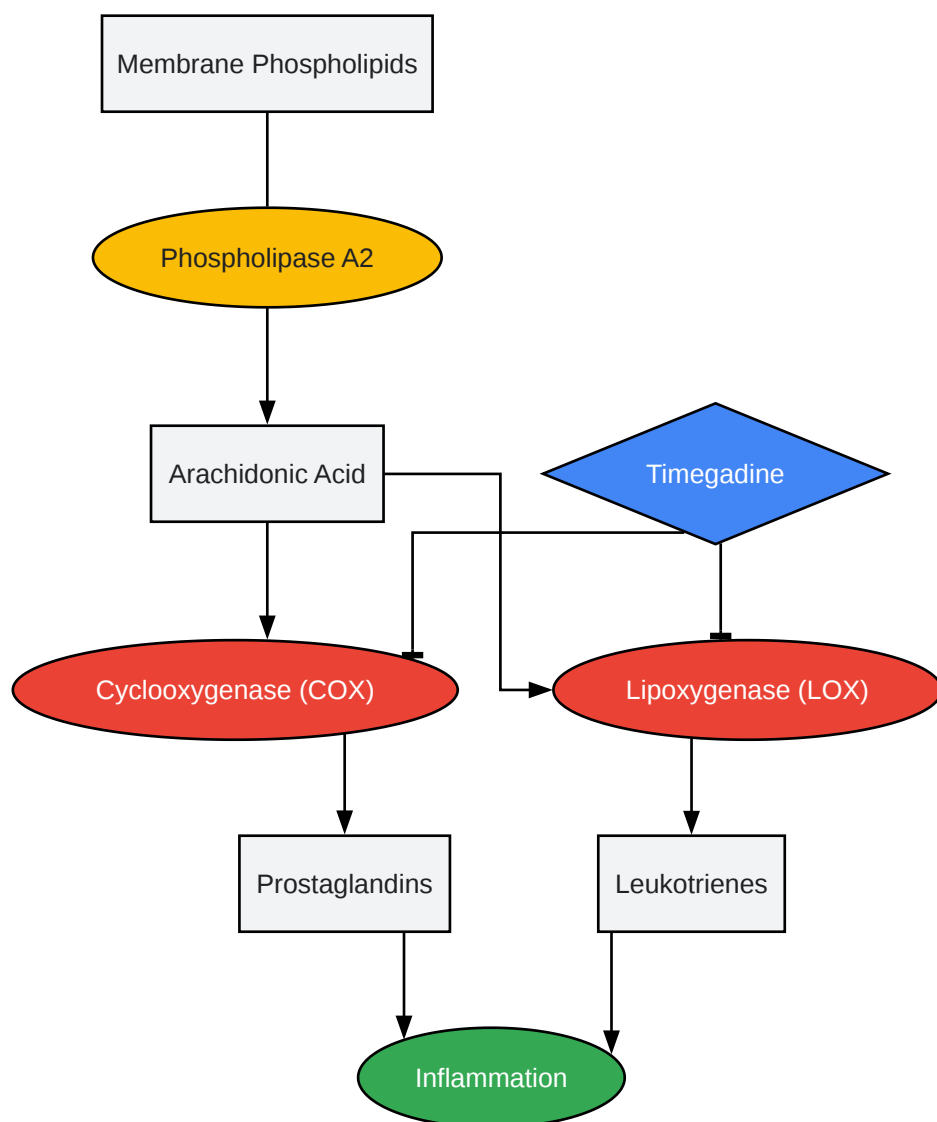 Membrane Phospholipids
Phospholipase A2
Arachidonic Acid
Timegadine
Cyclooxygenase (COX)
Lipoxygenase (LOX)
Prostaglandins
Leukotrienes
Inflammation